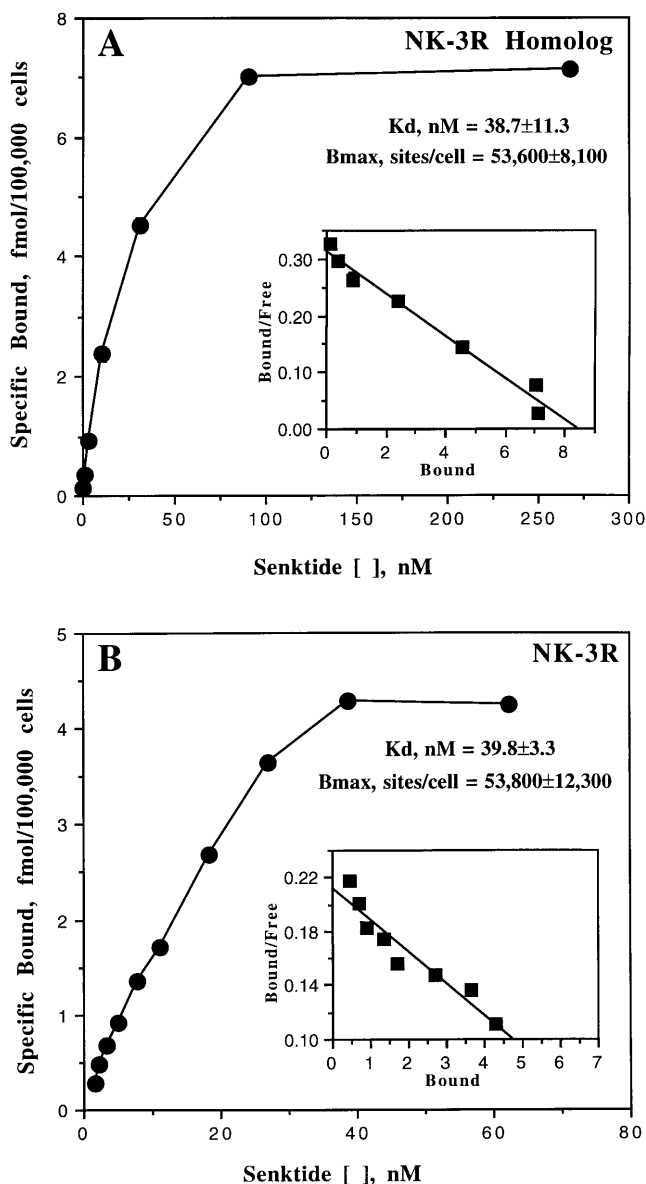 A
NK-3R Homolog
Kd, nM = 38.7±11.3
Bmax, sites/cell = 53,600±8,100
Specific Bound, fmol/100,000 cells
8
6
4
2
0
0 50 100 150 200 250 300
Senktide [ ], nM
Bound/Free
0.30
0.20
0.10
0.00
0 2 4 6 8
Bound
B
NK-3R
Kd, nM = 39.8±3.3
Bmax, sites/cell = 53,800±12,300
Specific Bound, fmol/100,000 cells
5
4
3
2
1
0
0 20 40 60 80
Senktide [ ], nM
Bound/Free
0.22
0.18
0.14
0.10
0 1 2 3 4 5 6 7
Bound